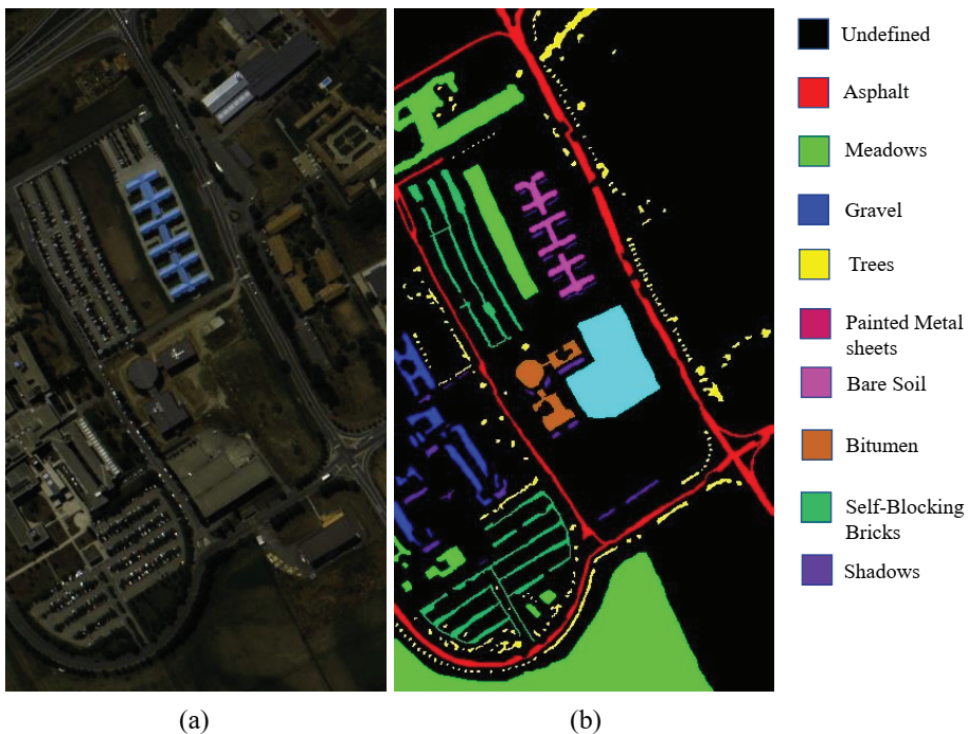 Undefined
Asphalt
Meadows
Gravel
Trees
Painted Metal
sheets
Bare Soil
Bitumen
Self-Blocking
Bricks
Shadows
(a)
(b)